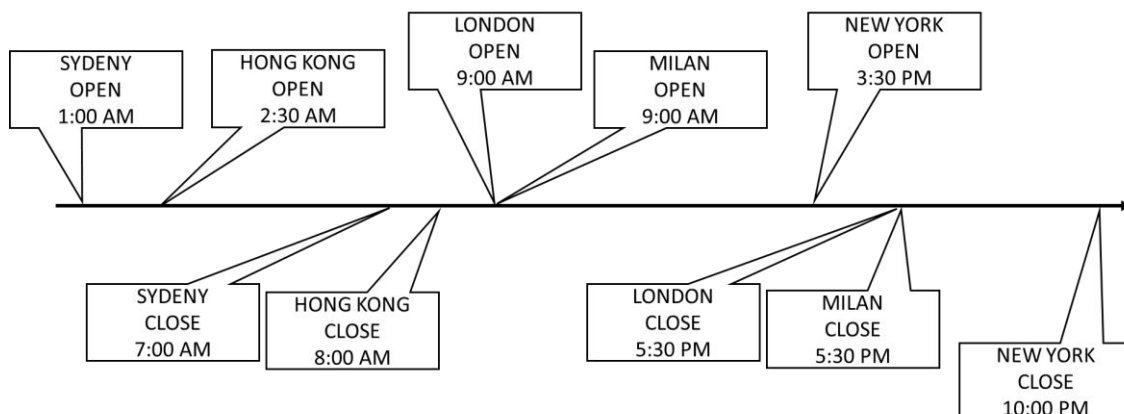 SYDENY
OPEN
1:00 AM
HONG KONG
OPEN
2:30 AM
LONDON
OPEN
9:00 AM
MILAN
OPEN
9:00 AM
NEW YORK
OPEN
3:30 PM
SYDENY
CLOSE
7:00 AM
HONG KONG
CLOSE
8:00 AM
LONDON
CLOSE
5:30 PM
MILAN
CLOSE
5:30 PM
NEW YORK
CLOSE
10:00 PM